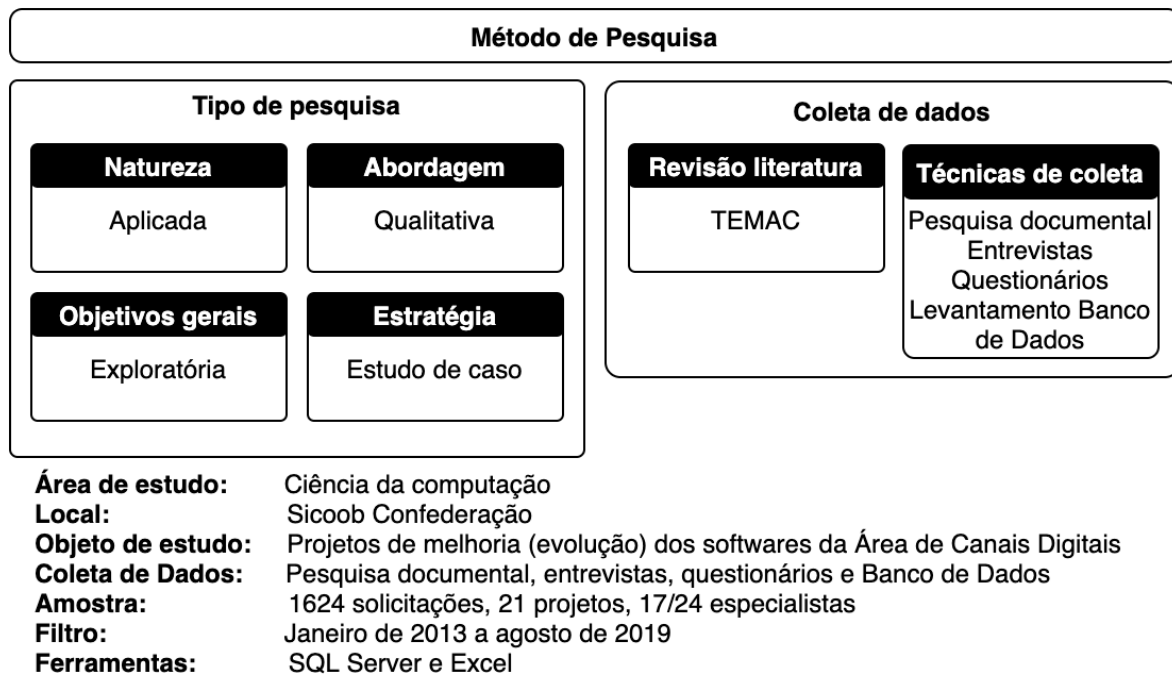 Método de Pesquisa
Tipo de pesquisa
Natureza
Aplicada
Abordagem
Qualitativa
Objetivos gerais
Exploratória
Estratégia
Estudo de caso
Coleta de dados
Revisão literatura
TEMAC
Técnicas de coleta
Pesquisa documental
Entrevistas
Questionários
Levantamento Banco
de Dados
Área de estudo: Ciência da computação
Local: Sicoob Confederação
Objeto de estudo: Projetos de melhoria (evolução) dos softwares da Área de Canais Digitais
Coleta de Dados: Pesquisa documental, entrevistas, questionários e Banco de Dados
Amostra: 1624 solicitações, 21 projetos, 17/24 especialistas
Filtro: Janeiro de 2013 a agosto de 2019
Ferramentas: SQL Server e Excel